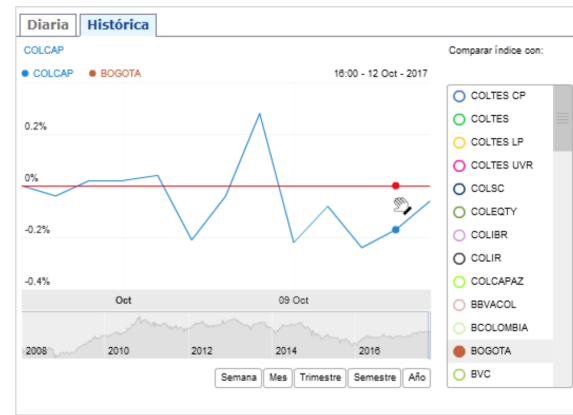 Diaria Histórica
COLCAP
Comparar índice con:
COLCAP BOGOTA
16:00 - 12 Oct - 2017
0.2%
0%
-0.2%
-0.4%
Oct 09 Oct
2008 2010 2012 2014 2016
Semana Mes Trimestre Semestre Año
COLTES CP
COLTES
COLTES LP
COLTES UVR
COLSC
COLEQTY
COLIBR
COLIR
COLCAPAZ
BBVACOL
BCOLOMBIA
BOGOTA
BVC